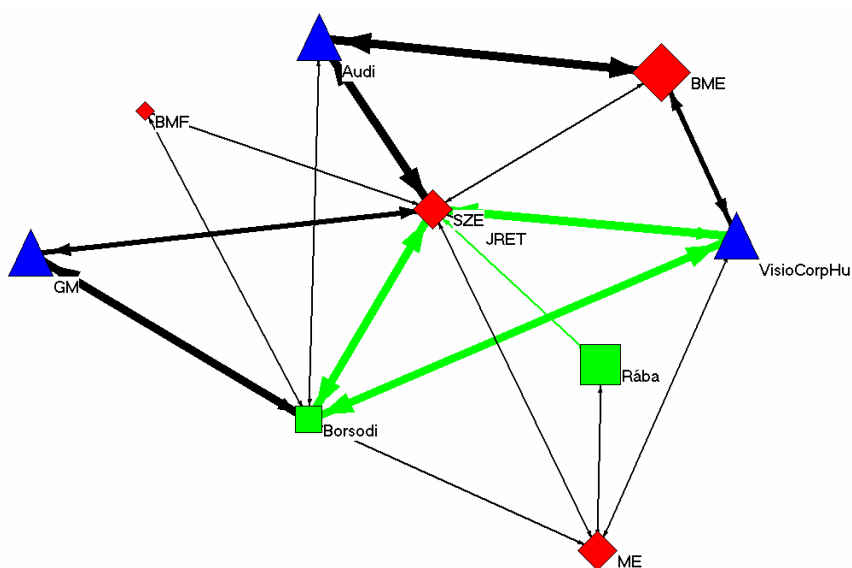 Audi
BME
BMF
SZE
JRET
VisioCorpHu
GM
Rába
Borsodi
ME